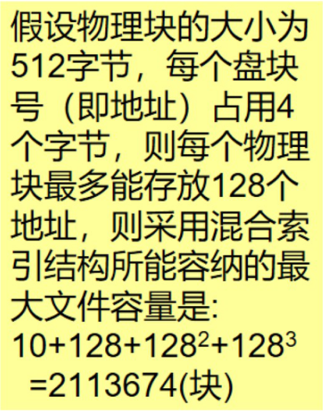 假设物理块的大小为
512字节，每个盘块
号（即地址）占用4
个字节，则每个物理
块最多能存放128个
地址，则采用混合索
引结构所能容纳的最
大文件容量是:
10+128+128²+128³
=2113674(块)